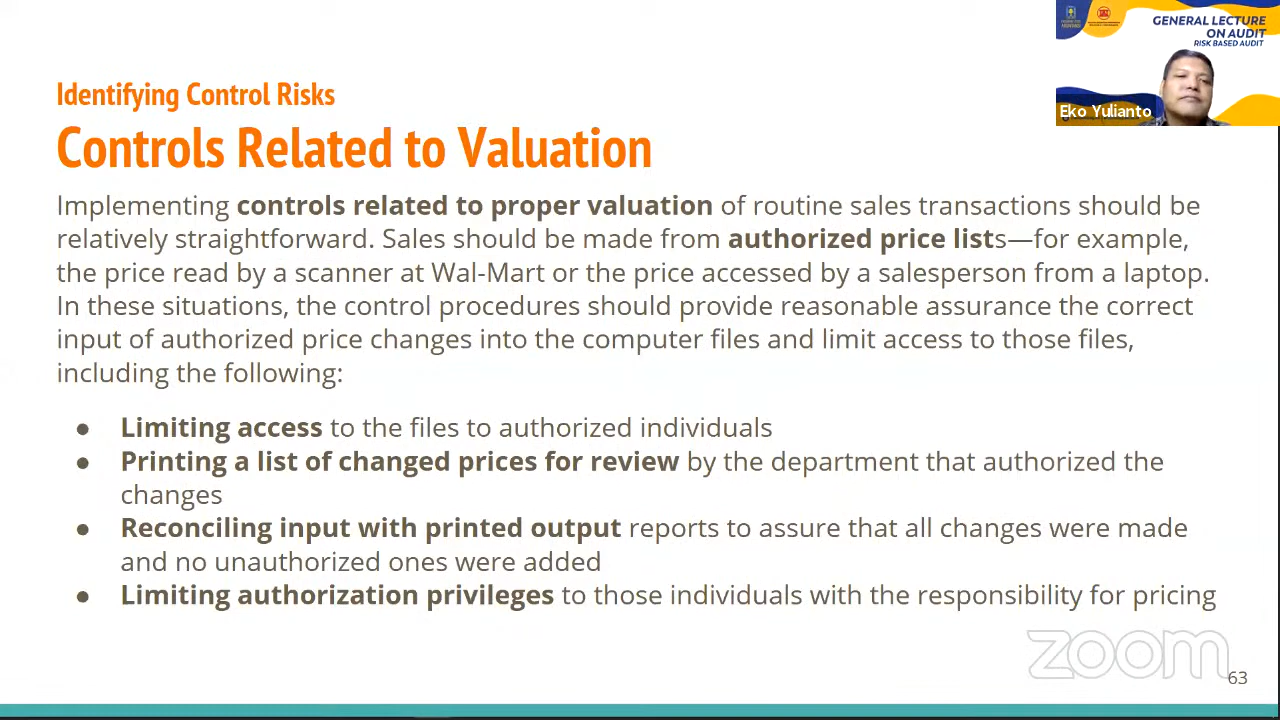 GENERAL LECTURE
ON AUDIT
RISK BASED AUDIT
Eko Yulianto
Identifying Control Risks
Controls Related to Valuation
Implementing controls related to proper valuation of routine sales transactions should be
relatively straightforward. Sales should be made from authorized price lists—for example,
the price read by a scanner at Wal-Mart or the price accessed by a salesperson from a laptop.
In these situations, the control procedures should provide reasonable assurance the correct
input of authorized price changes into the computer files and limit access to those files,
including the following:
● Limiting access to the files to authorized individuals
● Printing a list of changed prices for review by the department that authorized the
changes
● Reconciling input with printed output reports to assure that all changes were made
and no unauthorized ones were added
● Limiting authorization privileges to those individuals with the responsibility for pricing
zoom
63